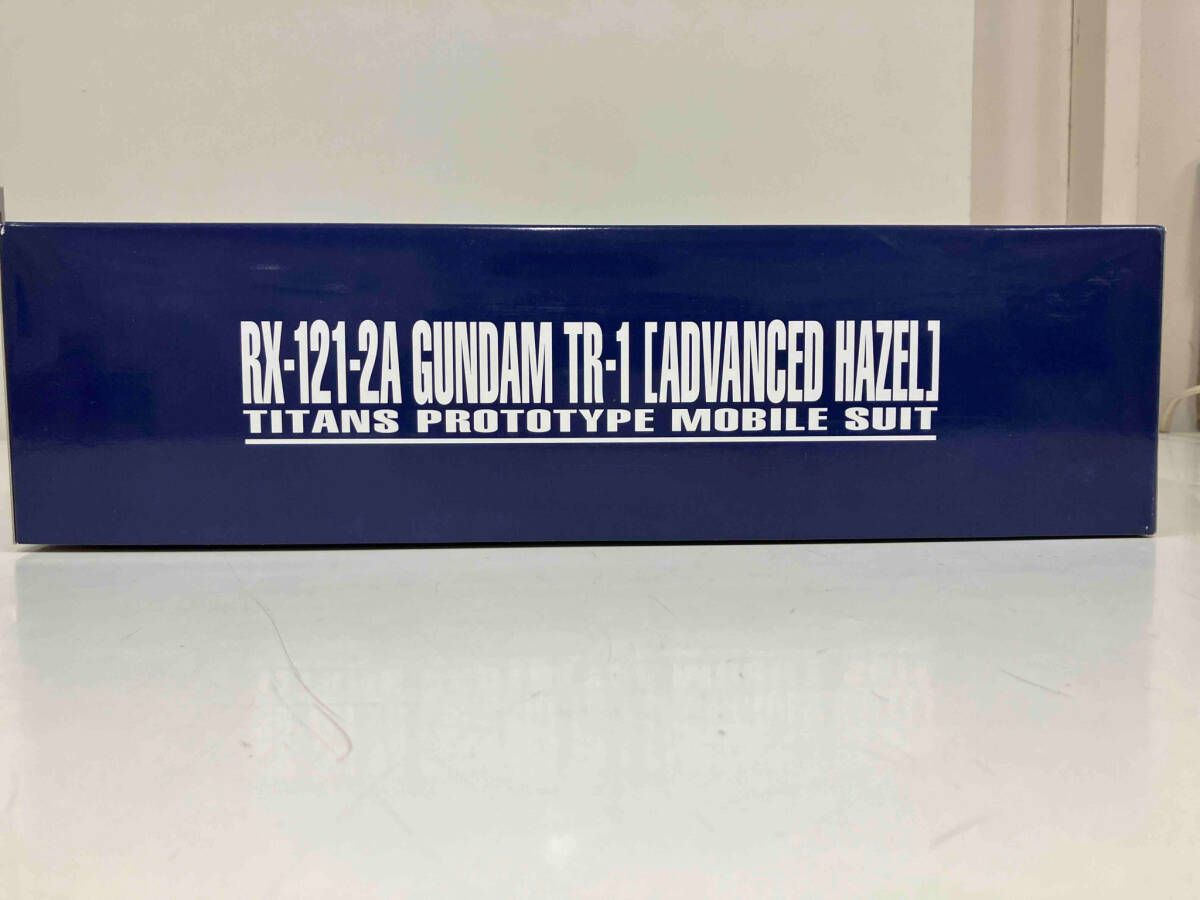 RX-121-2A GUNDAM TR-1 [ADVANCED HAZEL]
TITANS PROTOTYPE MOBILE SUIT